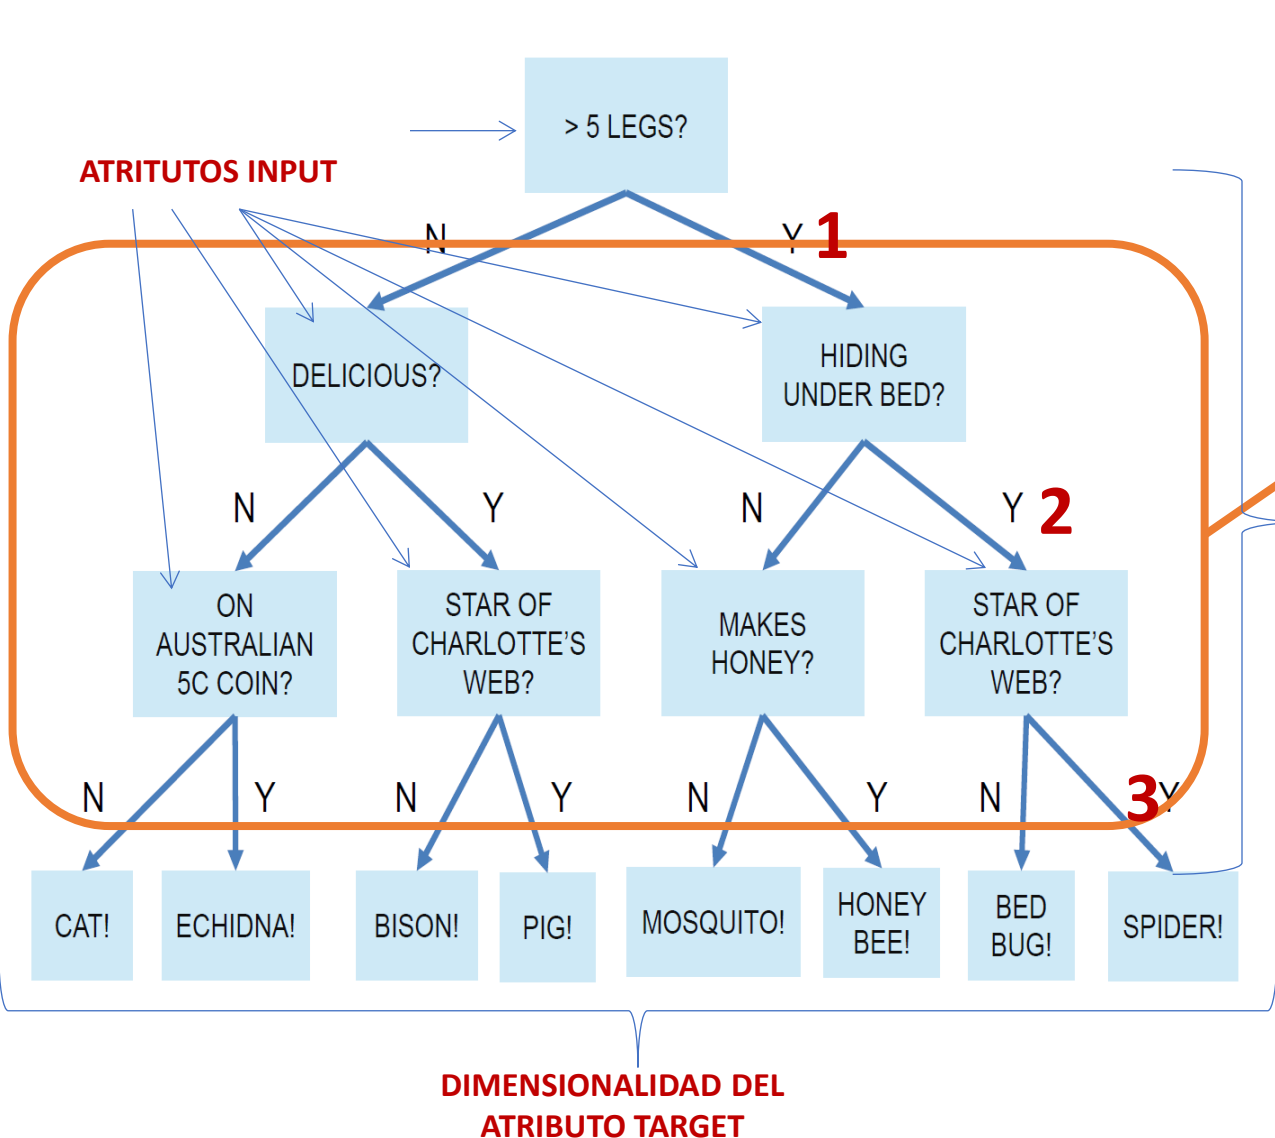 > 5 LEGS?
ATRITUTOS INPUT
N
Y
1
DELICIOUS?
HIDING
UNDER BED?
N
Y
N
Y
2
ON
AUSTRALIAN
5C COIN?
STAR OF
CHARLOTTE'S
WEB?
MAKES
HONEY?
STAR OF
CHARLOTTE'S
WEB?
N
Y
N
Y
N
Y
N
3
Y
CAT!
ECHIDNA!
BISON!
PIG!
MOSQUITO!
HONEY
BEE!
BED
BUG!
SPIDER!
DIMENSIONALIDAD DEL
ATRIBUTO TARGET